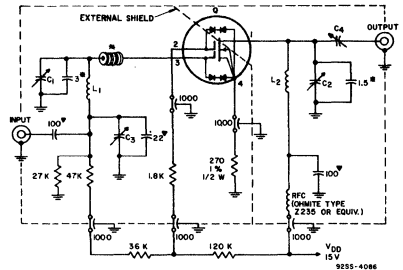 EXTERNAL SHIELD
Q
OUTPUT
C4
*
2
3
1
4
C1
3*
L1
1000
1000
L2
C2
1.5*
INPUT
100▼
C3
22▼
27 K
47K
1.8K
270
1 %
1/2 W
100▼
RFC
(OHMITE TYPE
Z235 OR EQUIV.)
1000
1000
1000
36 K
120 K
VDD
15V
92SS-4086